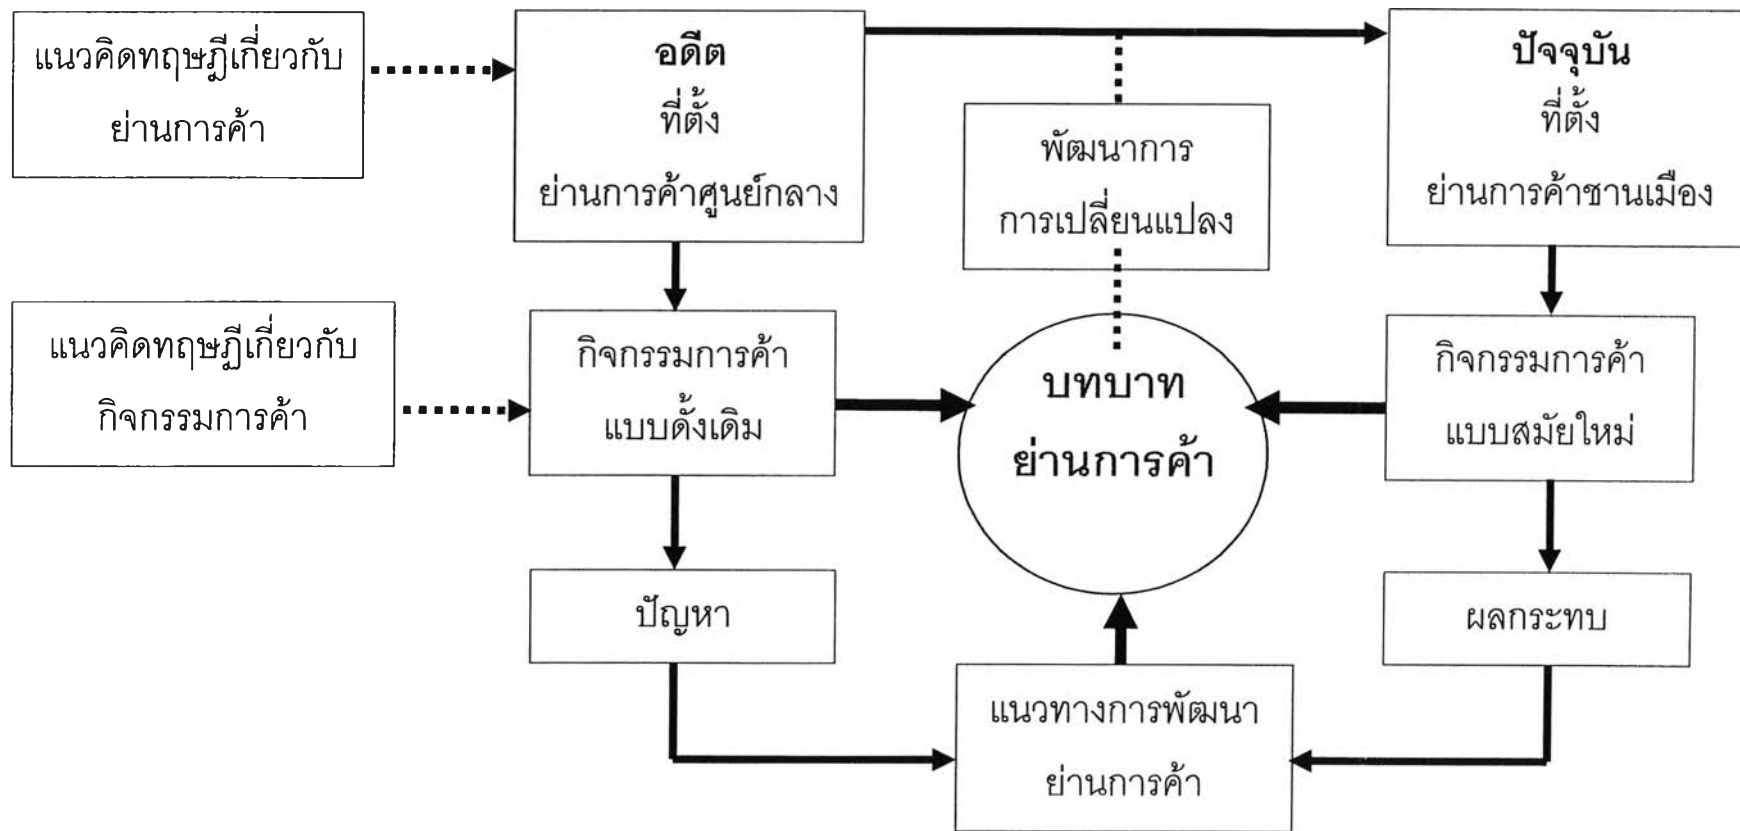 แนวคิดทฤษฎีเกี่ยวกับ
ย่านการค้า
อดีต
ที่ตั้ง
ย่านการค้าศูนย์กลาง
พัฒนาการ
การเปลี่ยนแปลง
ปัจจุบัน
ที่ตั้ง
ย่านการค้าชานเมือง
แนวคิดทฤษฎีเกี่ยวกับ
กิจกรรมการค้า
กิจกรรมการค้า
แบบดั้งเดิม
บทบาท
ย่านการค้า
กิจกรรมการค้า
แบบสมัยใหม่
ปัญหา
ผลกระทบ
แนวทางการพัฒนา
ย่านการค้า